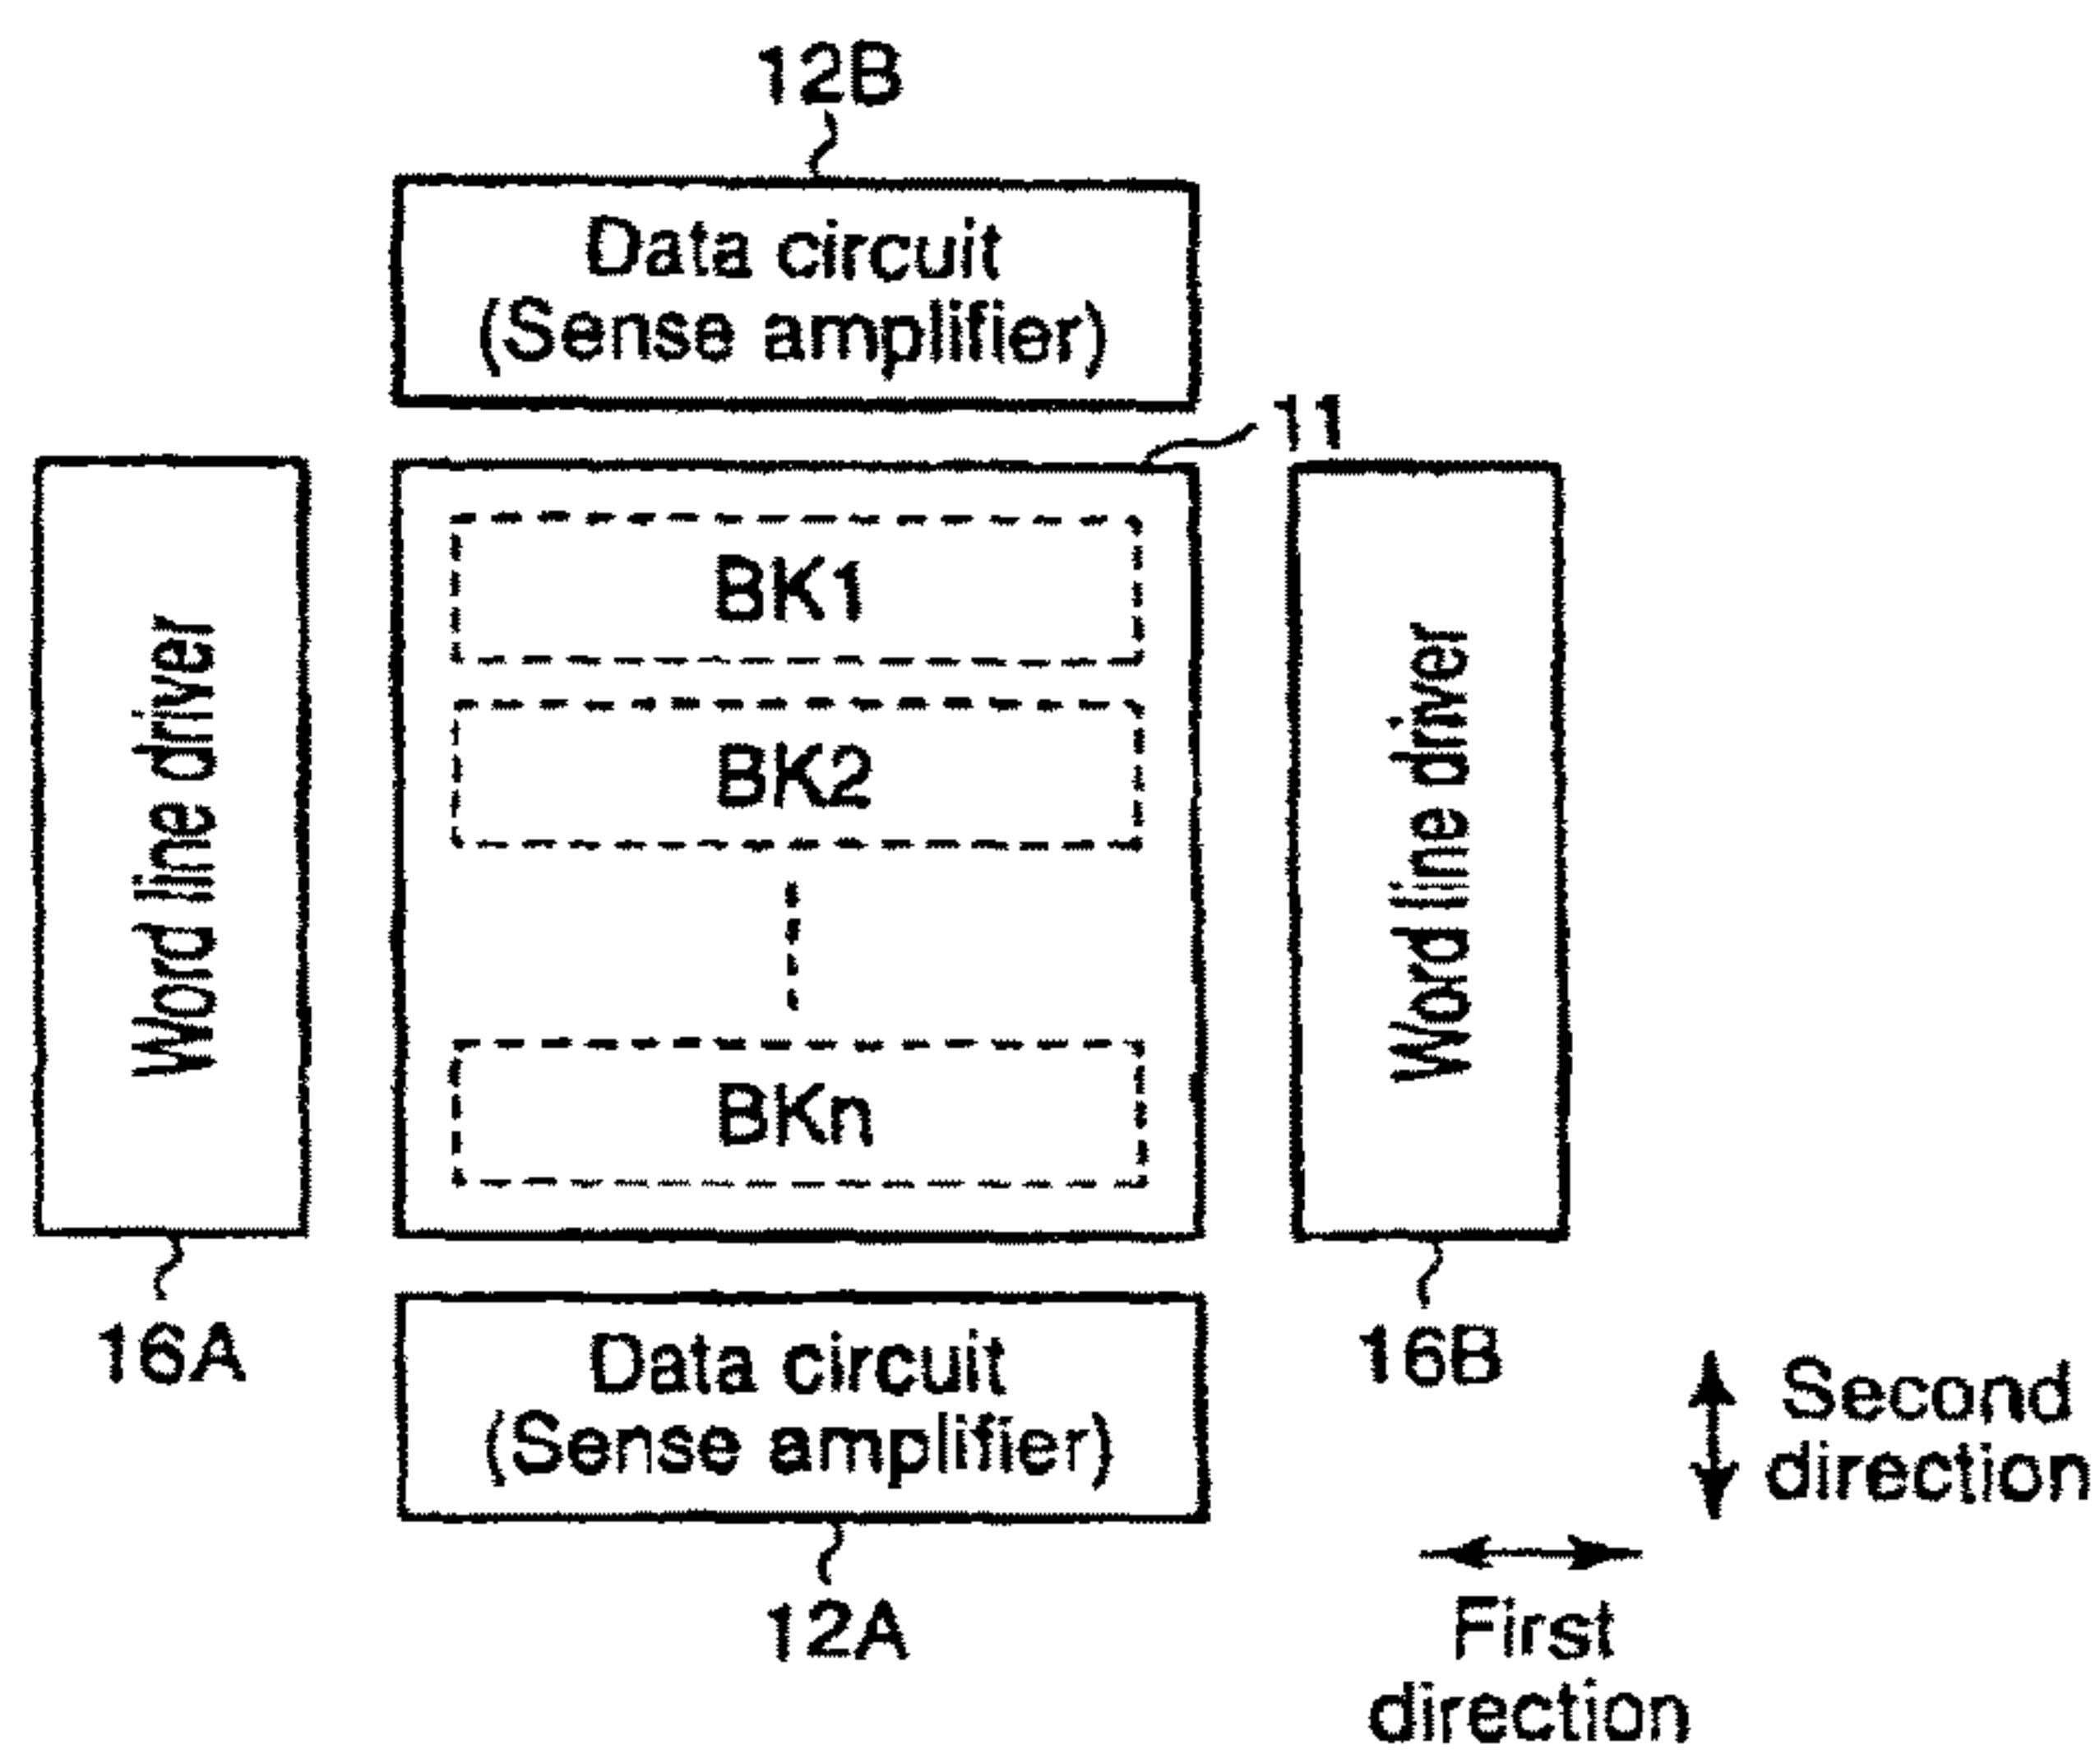 12B
Data circuit
(Sense amplifier)
11
Word line driver
BK1
BK2
BKn
Word line driver
16A
16B
Data circuit
(Sense amplifier)
12A
Second
direction
First
direction